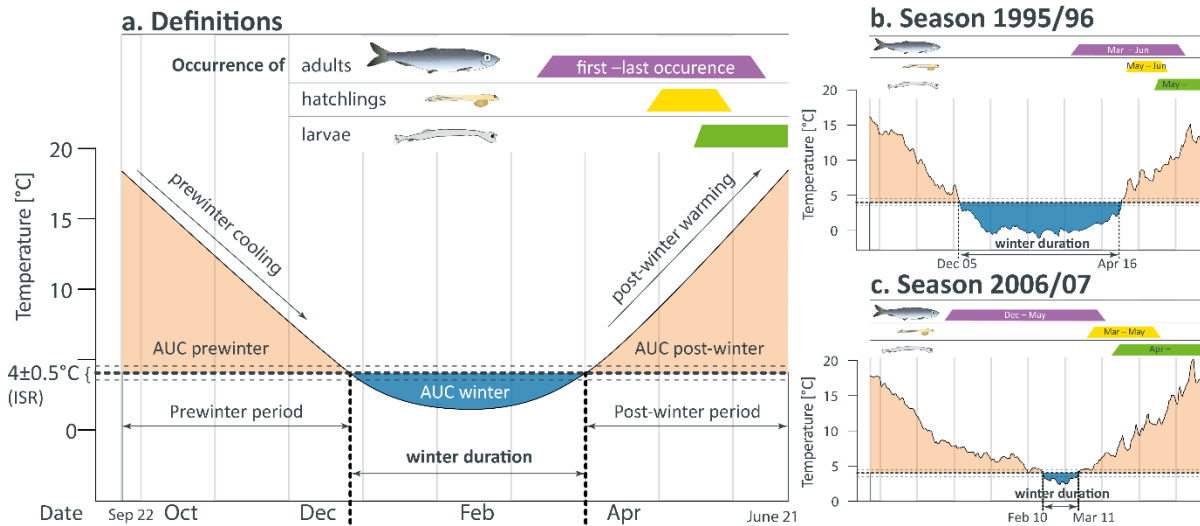 a. Definitions
Occurrence of
adults
first –last occurence
hatchlings
larvae
Temperature [°C]
20
15
10
0
4±0.5°C {
(ISR)
prewinter cooling
post-winter warming
AUC prewinter
AUC post-winter
AUC winter
Prewinter period
Post-winter period
winter duration
Date
Sep 22
Oct
Dec
Feb
Apr
June 21
b. Season 1995/96
Mar – Jun
May – Jun
May –
Temperature [°C]
20
15
10
5
0
winter duration
Dec 05
Apr 16
c. Season 2006/07
Dec – May
Mar – May
Apr –
Temperature [°C]
20
15
10
5
0
winter duration
Feb 10
Mar 11